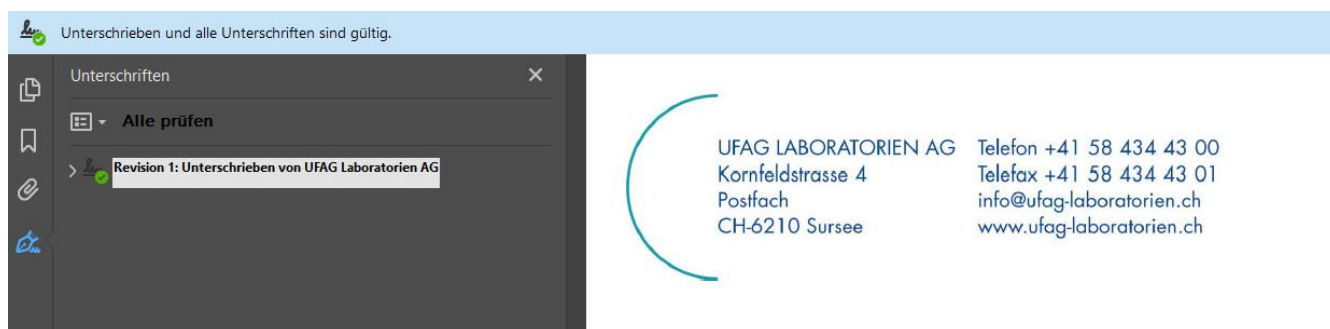 Unterschrieben und alle Unterschriften sind gültig.
Unterschriften
Alle prüfen
Revision 1: Unterschrieben von UFAG Laboratorien AG
UFAG LABORATORIEN AG
Kornfeldstrasse 4
Postfach
CH-6210 Sursee
Telefon +41 58 434 43 00
Telefax +41 58 434 43 01
info@ufag-laboratorien.ch
www.ufag-laboratorien.ch